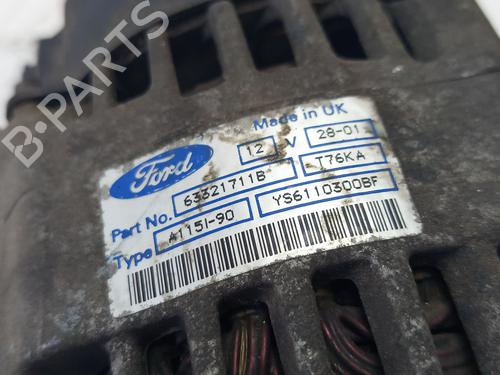 B-PARTS
Made in UK
Ford 12 V 28-01
Part No. 63321711B T76KA
Type A115I-90 YS6110300BF